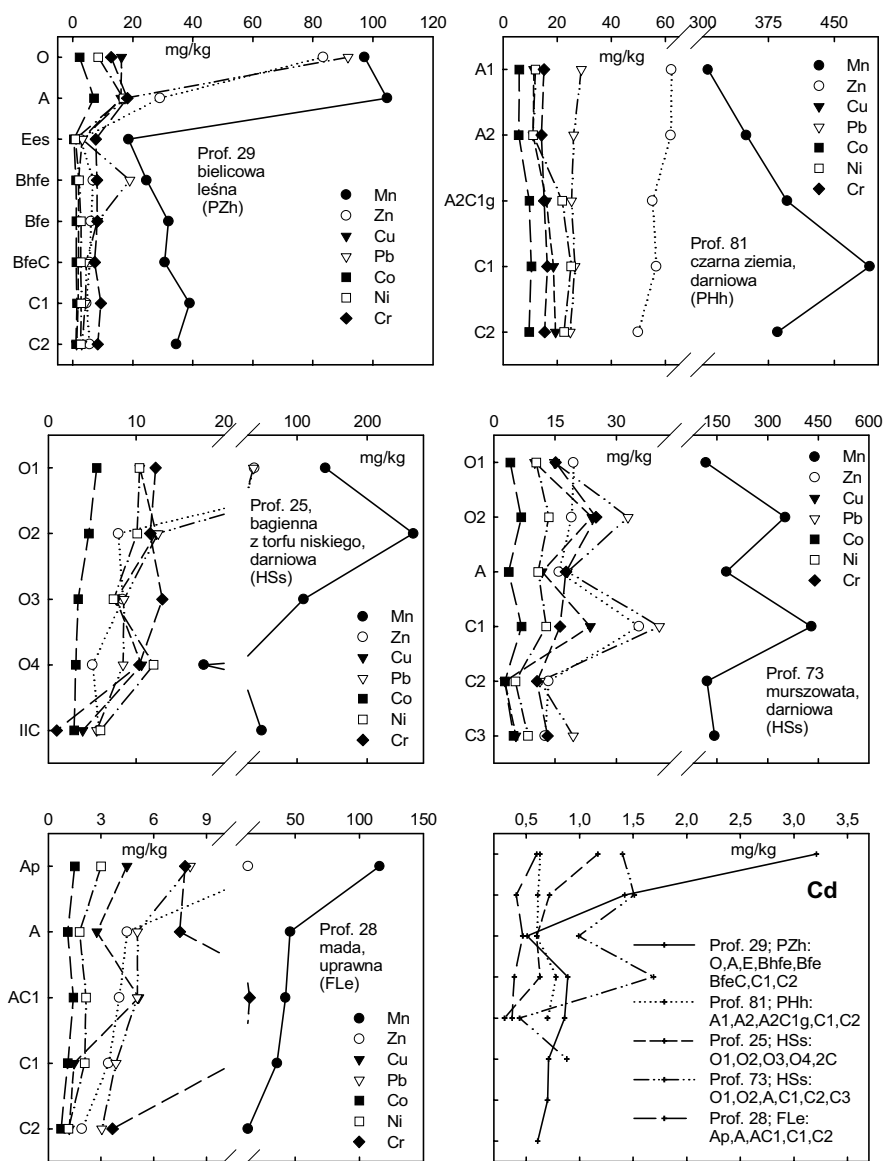 0 20 40 60 80 100 120
mg/kg
O
A
Ees
Bhfe
Bfe
BfeC
C1
C2
Prof. 29
bielicowa
leśna
(PZh)
Mn
Zn
Cu
Pb
Co
Ni
Cr
0 20 40 60 300 375 450
mg/kg
A1
A2
A2C1g
C1
C2
Mn
Zn
Cu
Pb
Co
Ni
Cr
Prof. 81
czarna ziemia,
darniowa
(PHh)
0 10 20 100 200
mg/kg
O1
O2
O3
O4
IIC
Prof. 25,
bagienna
z torfu niskiego,
darniowa
(HSs)
Mn
Zn
Cu
Pb
Co
Ni
Cr
0 15 30 150 300 450 600
mg/kg
O1
O2
A
C1
C2
C3
Mn
Zn
Cu
Pb
Co
Ni
Cr
Prof. 73
murszowata,
darniowa
(HSs)
0 3 6 9 50 100 150
mg/kg
Ap
A
AC1
C1
C2
Prof. 28
mada,
uprawna
(FLe)
Mn
Zn
Cu
Pb
Co
Ni
Cr
0,5 1,0 1,5 2,0 2,5 3,0 3,5
mg/kg
Cd
Prof. 29; PZh:
O,A,E,Bhfe,Bfe
BfeC,C1,C2
Prof. 81; PHh:
A1,A2,A2C1g,C1,C2
Prof. 25; HSs:
O1,O2,O3,O4,2C
Prof. 73; HSs:
O1,O2,A,C1,C2,C3
Prof. 28; FLe:
Ap,A,AC1,C1,C2